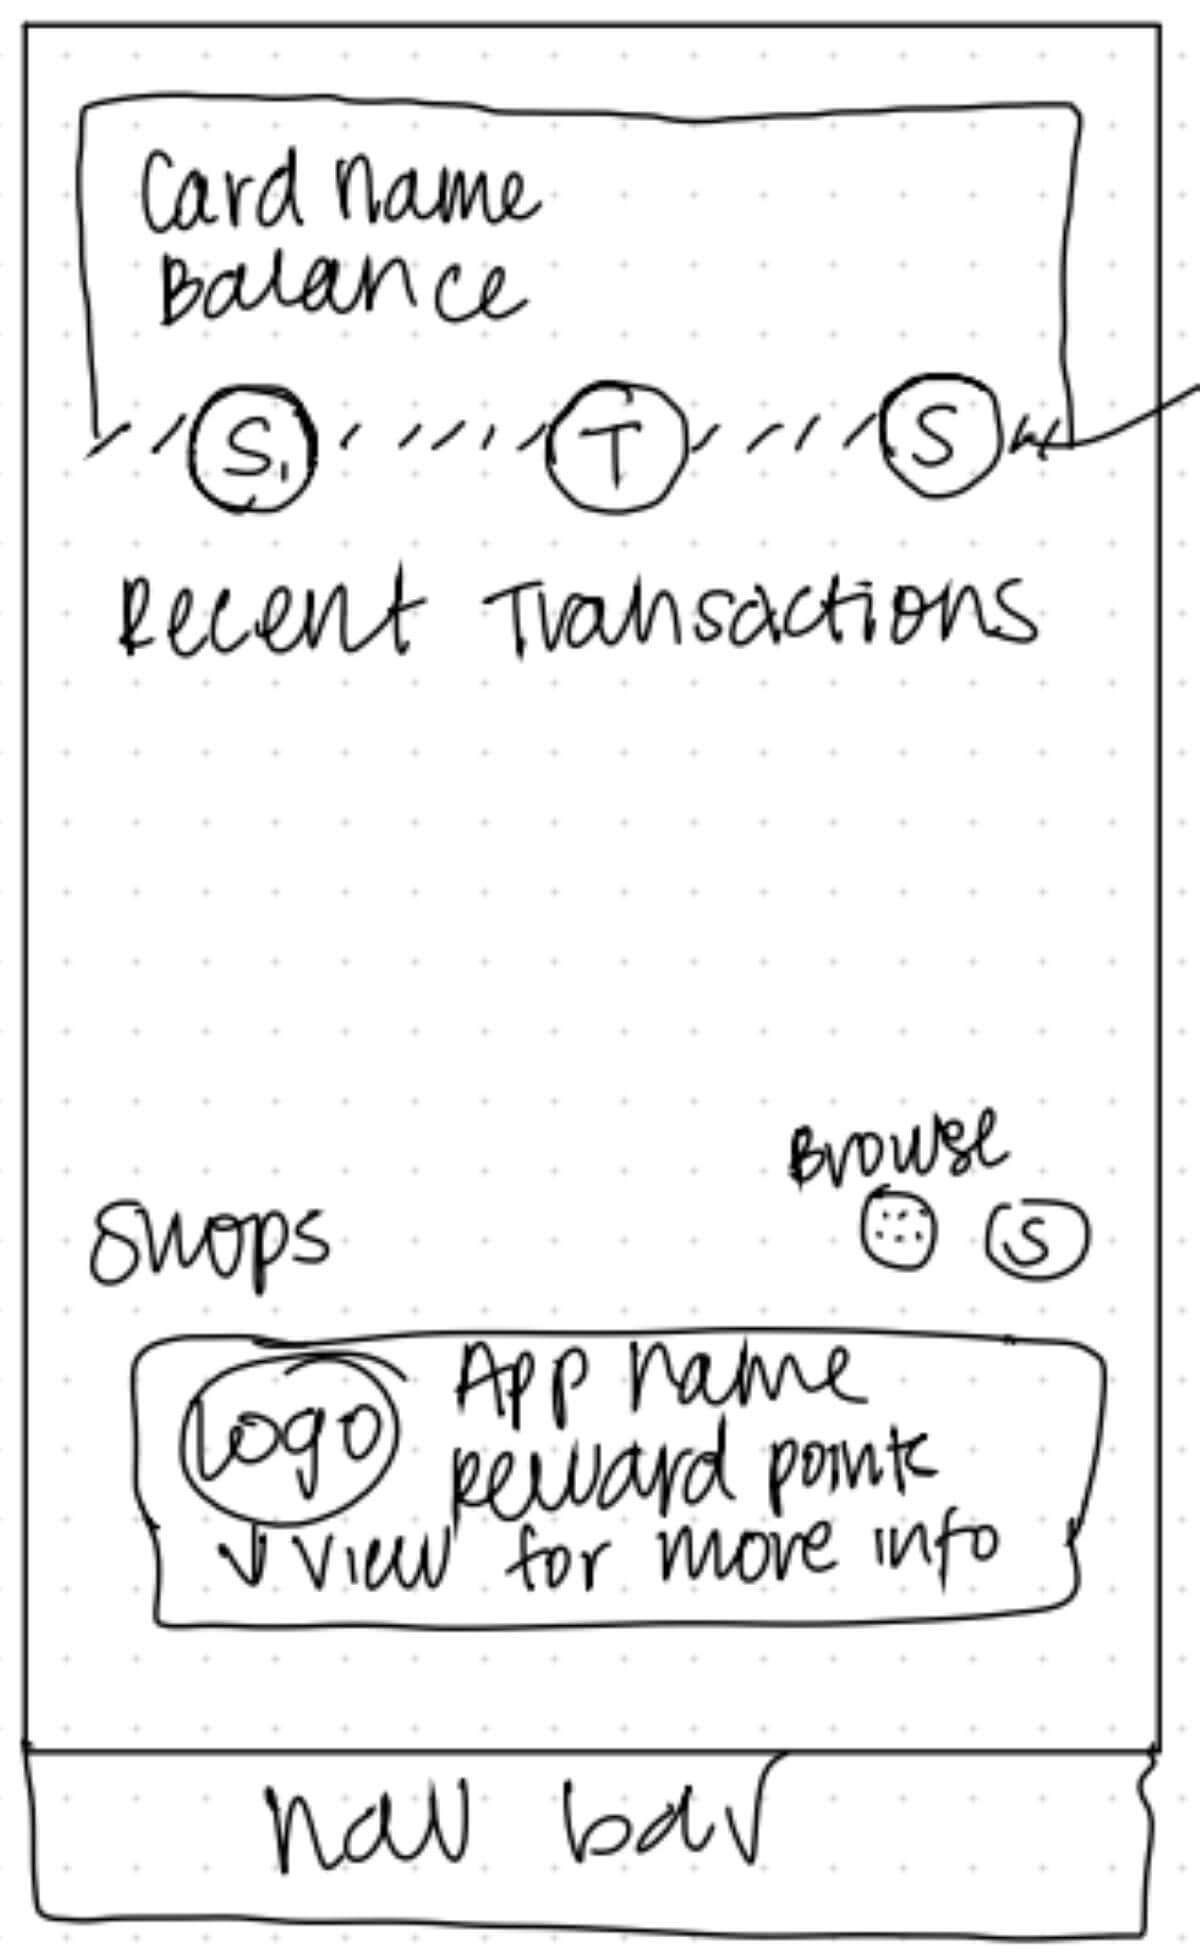 Card name
Balance
S, T S
Recent Transactions
Browse
Shops S
Logo App name
Reward points
View for more info
nav bar